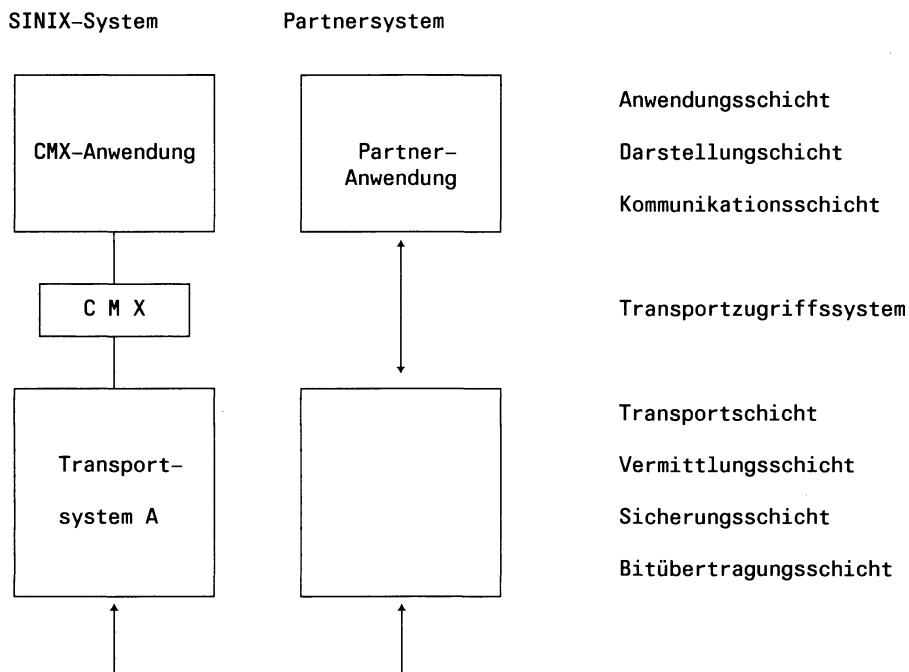 SINIX–System
Partnersystem
CMX–Anwendung
Partner–
Anwendung
Anwendungsschicht
Darstellungschicht
Kommunikationsschicht
C M X
Transportzugriffssystem
Transport–
system A
Transportschicht
Vermittlungsschicht
Sicherungsschicht
Bitübertragungsschicht